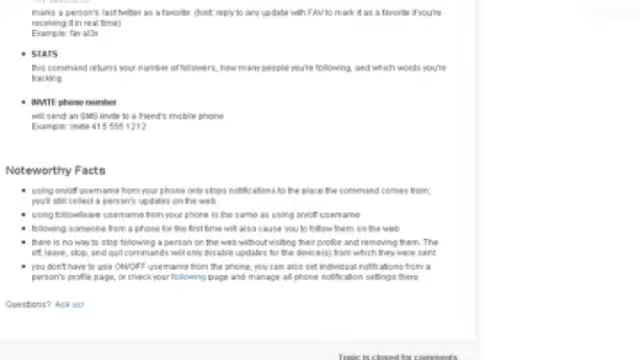 marks a person's last twitter as a favorite. (hint: reply to any update with FAV to mark it as a favorite if you're
receiving it in real time)
Example: fav al3x
STATS
this command returns your number of followers, how many people you're following, and which words you're
tracking.
INVITE phone number
will send an SMS invite to a friend's mobile phone
Example: invite 415 555 1212
Noteworthy Facts
using on/off username from your phone only stops notifications to the place the command comes from;
you'll still collect a person's updates on the web.
using follow/leave username from your phone is the same as using on/off username
following someone from a phone for the first time will also cause you to follow them on the web
there is no way to stop following a person on the web without visiting their profile and removing them. The
off, leave, stop, and quit commands will only disable updates for the device(s) from which they were sent
you don't have to use ON/OFF username from the phone, you can also set individual notifications from a
person's profile page, or check your following page and manage all phone notification settings there.
Questions? Ask us!
Topic is closed for comments